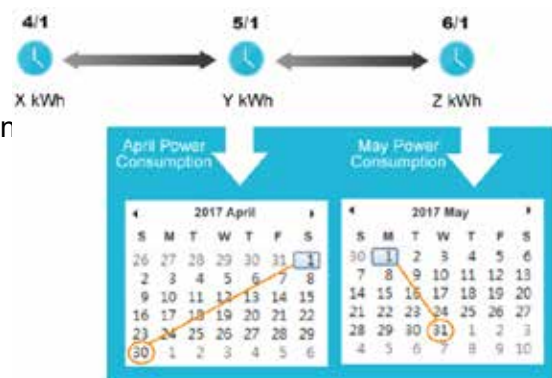 4/1 5/1 6/1
X kWh Y kWh Z kWh
n
April Power
Consumption
May Power
Consumption
2017 April
S M T W T F S
26 27 28 29 30 31 1
2 3 4 5 6 7 8
9 10 11 12 13 14 15
16 17 18 19 20 21 22
23 24 25 26 27 28 29
30 1 2 3 4 5 6
2017 May
S M T W T F S
30 1 2 3 4 5 6
7 8 9 10 11 12 13
14 15 16 17 18 19 20
21 22 23 24 25 26 27
28 29 30 31 1 2 3
4 5 6 7 8 9 10